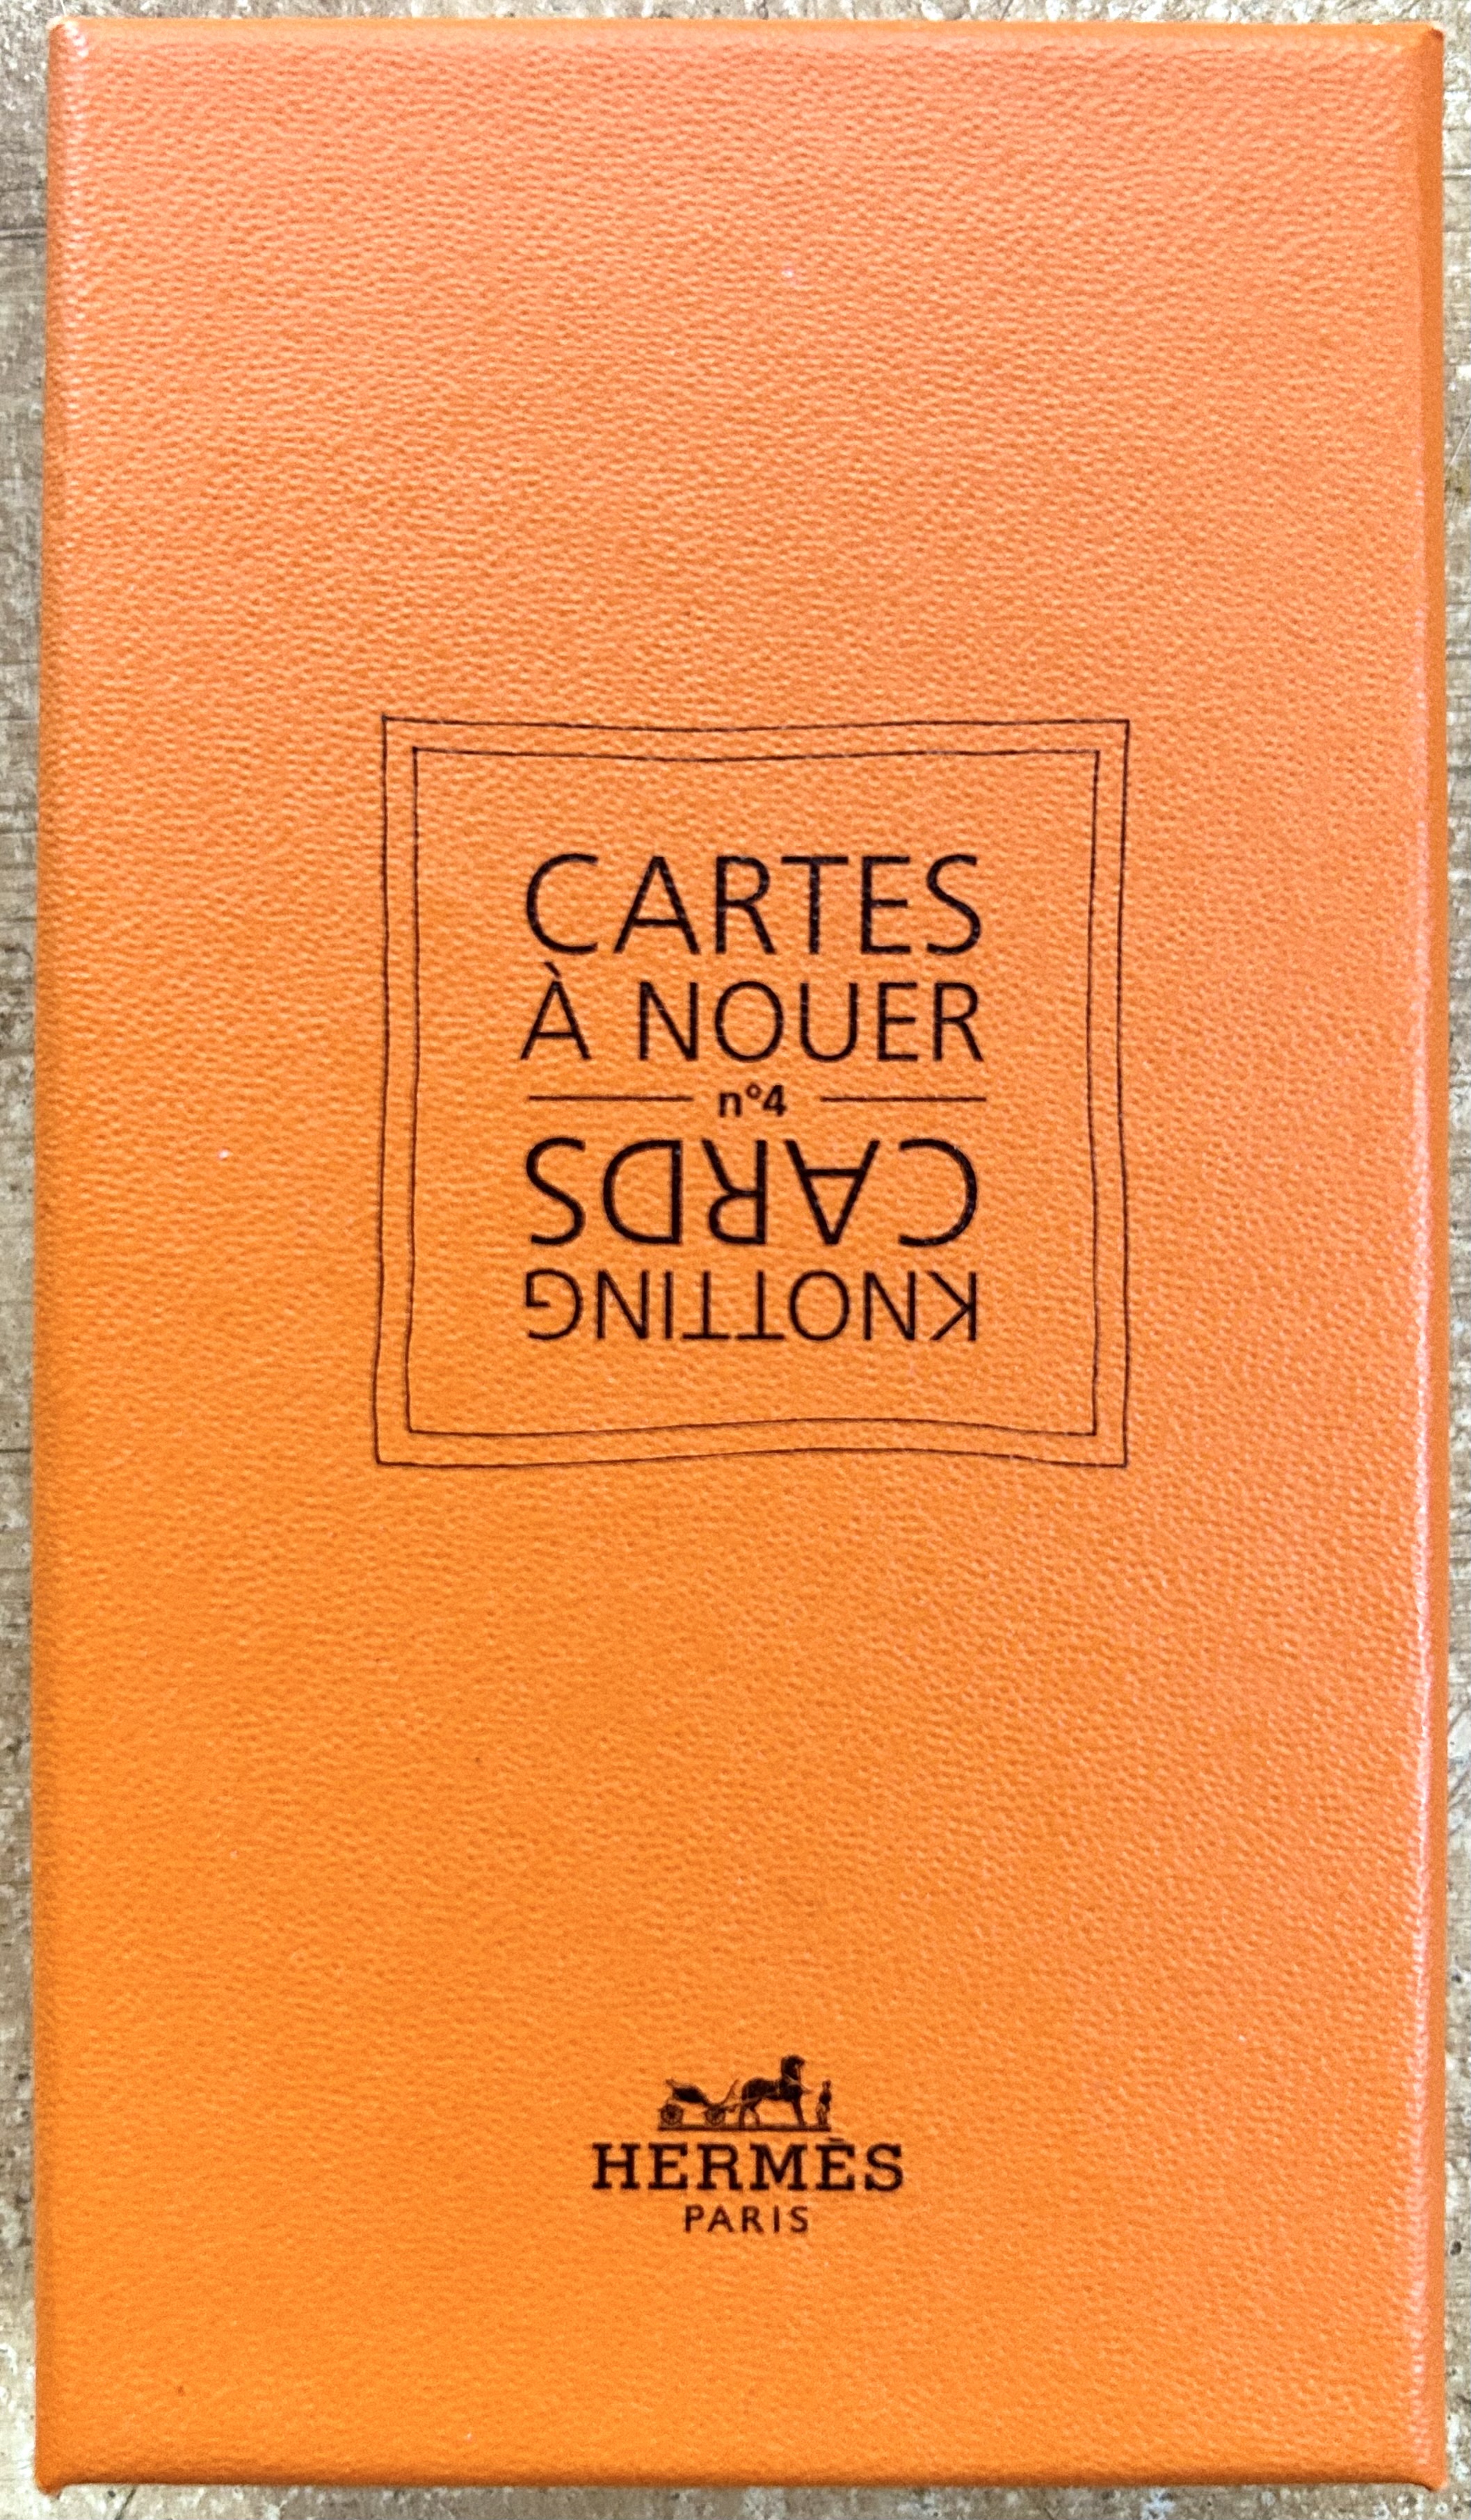 CARTES
À NOUER
n°4
KNOTTING
CARDS
HERMÈS
PARIS